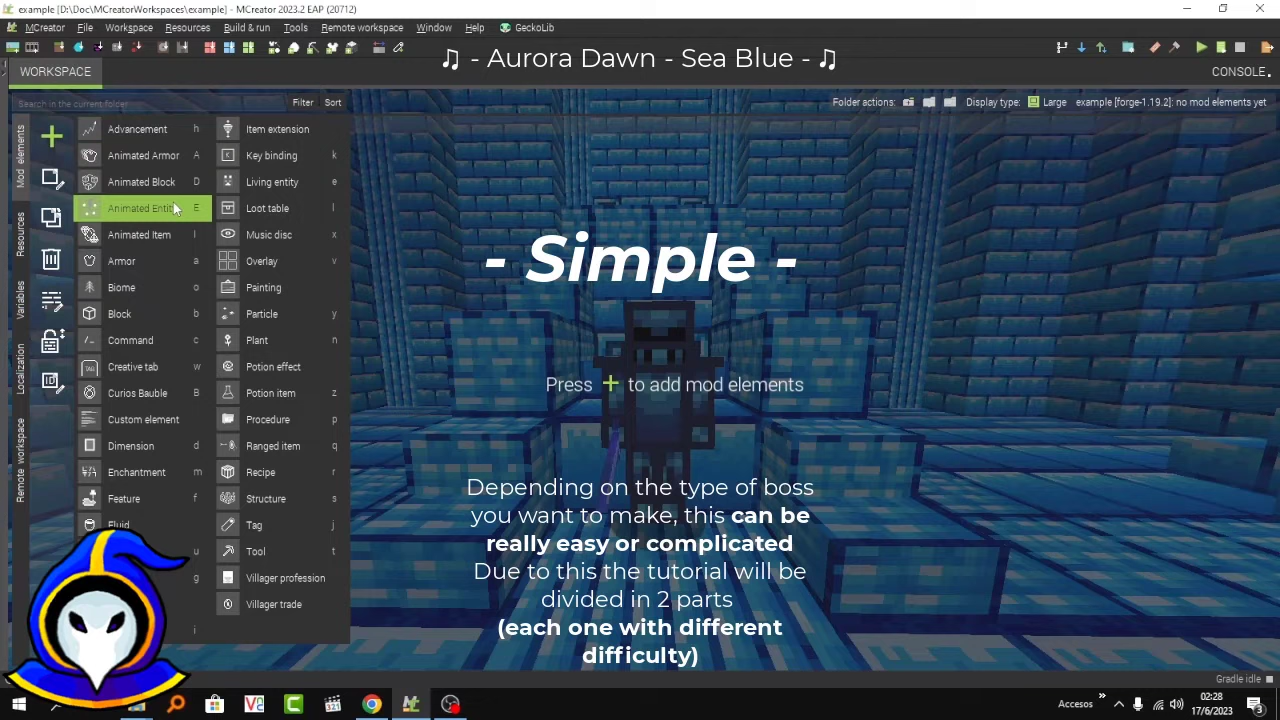 example [D:\Doc\MCreatorWorkspaces\example] - MCreator 2023.2 EAP (20712)
MCreator File Workspace Resources Build & run Tools Remote workspace Window Help GeckoLib
♫ - Aurora Dawn - Sea Blue - ♫
WORKSPACE
CONSOLE
Search in the current folder
Filter Sort
Folder actions: Display type: Large example [forge-1.19.2]: no mod elements yet
Mod elements
Resources
Variables
Localization
Remote workspace
Advancement h
Animated Armor A
Animated Block D
Animated Entit E
Animated Item I
Armor a
Biome o
Block b
Command c
Creative tab w
Curios Bauble B
Custom element
Dimension d
Enchantment m
Feature f
Fluid
u
g
i
Item extension
Key binding k
Living entity e
Loot table l
Music disc x
Overlay v
Painting
Particle y
Plant n
Potion effect
Potion item z
Procedure p
Ranged item q
Recipe r
Structure s
Tag j
Tool t
Villager profession
Villager trade
- Simple -
Press + to add mod elements
Depending on the type of boss
you want to make, this can be
really easy or complicated
Due to this the tutorial will be
divided in 2 parts
(each one with different
difficulty)
Gradle idle
Accesos
02:28
17/6/2023
3